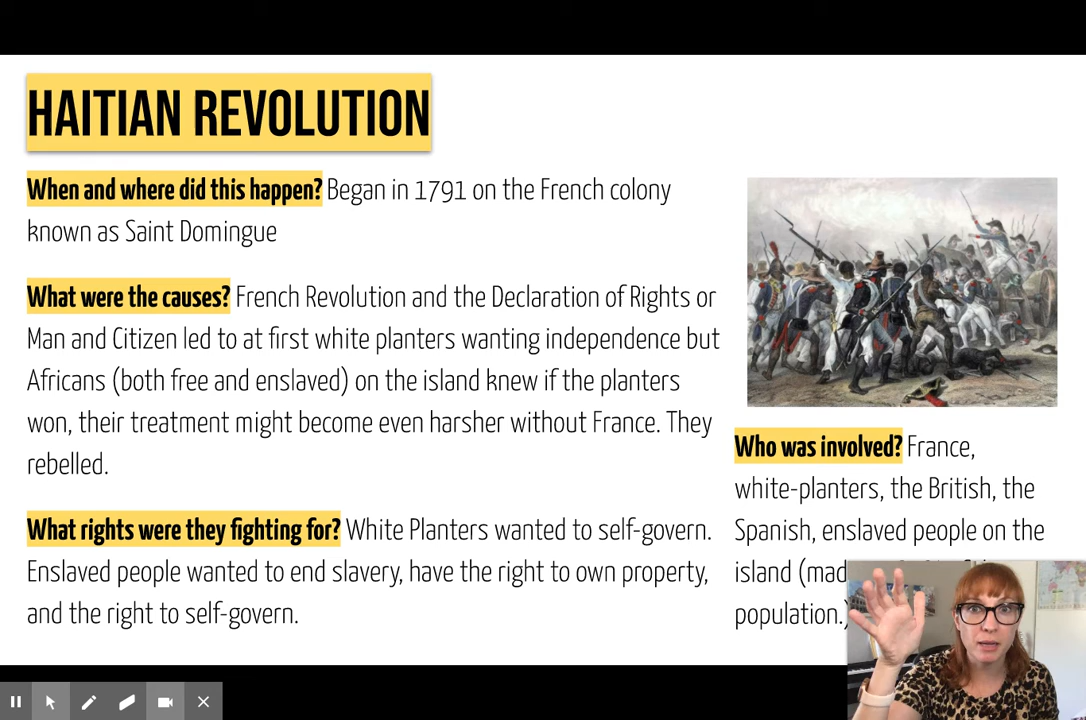 HAITIAN REVOLUTION
When and where did this happen? Began in 1791 on the French colony
known as Saint Domingue
What were the causes? French Revolution and the Declaration of Rights or
Man and Citizen led to at first white planters wanting independence but
Africans (both free and enslaved) on the island knew if the planters
won, their treatment might become even harsher without France. They
rebelled.
What rights were they fighting for? White Planters wanted to self-govern.
Enslaved people wanted to end slavery, have the right to own property,
and the right to self-govern.
Who was involved? France,
white-planters, the British, the
Spanish, enslaved people on the
island
population.)